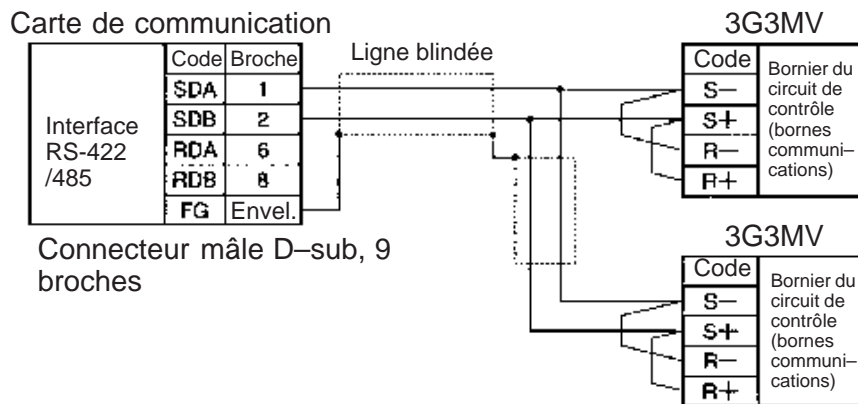 Carte de communication
Code Broche
SDA 1
SDB 2
RDA 6
RDB 8
FG Envel.
Interface
RS-422
/485
Connecteur mâle D–sub, 9
broches
Ligne blindée
3G3MV
Code
S—
S+
R—
R+
Bornier du
circuit de
contrôle
(bornes
communi–
cations)
3G3MV
Code
S—
S+
R—
R+
Bornier du
circuit de
contrôle
(bornes
communi–
cations)